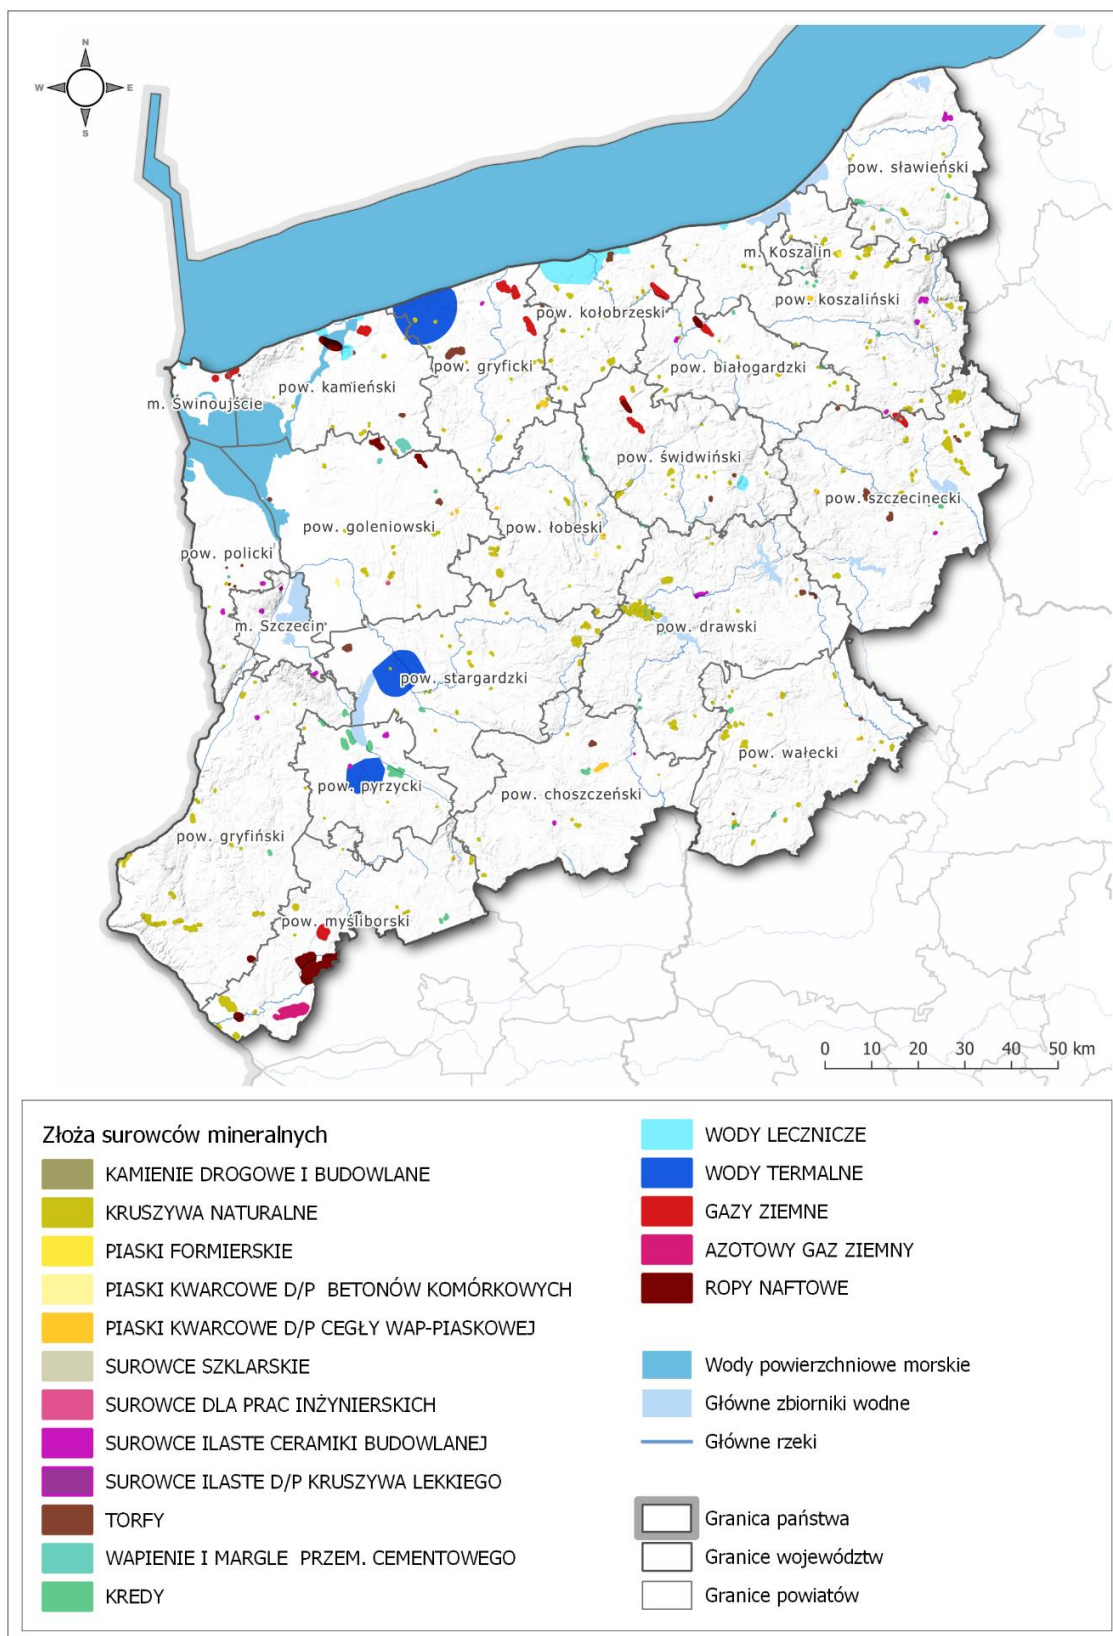 N
W
E
S
pow. sławieński
m. Koszalin
pow. koszaliński
pow. kołobrzeski
pow. gryficki
pow. białogardzki
pow. kamieński
m. Świnoujście
pow. świdwiński
pow. szczecinecki
pow. goleniowski
pow. łobeski
pow. policki
m. Szczecin
pow. drawski
pow. stargardzki
pow. wałecki
pow. pyrzycki
pow. choszczeński
pow. gryfiński
pow. myśliborski
0 10 20 30 40 50 km
Złoża surowców mineralnych
KAMIENIE DROGOWE I BUDOWLANE
KRUSZYWA NATURALNE
PIASKI FORMIERSKIE
PIASKI KWARCOWE D/P BETONÓW KOMÓRKOWYCH
PIASKI KWARCOWE D/P CEGŁY WAP-PIASKOWEJ
SUROWCE SZKLARSKIE
SUROWCE DLA PRAC INŻYNIERSKICH
SUROWCE ILASTE CERAMIKI BUDOWLANEJ
SUROWCE ILASTE D/P KRUSZYWA LEKKIEGO
TORFY
WAPIENIE I MARGLE PRZEM. CEMENTOWEGO
KREDY
WODY LECZNICZE
WODY TERMALNE
GAZY ZIEMNE
AZOTOWY GAZ ZIEMNY
ROPY NAFTOWE
Wody powierzchniowe morskie
Główne zbiorniki wodne
Główne rzeki
Granica państwa
Granice województw
Granice powiatów